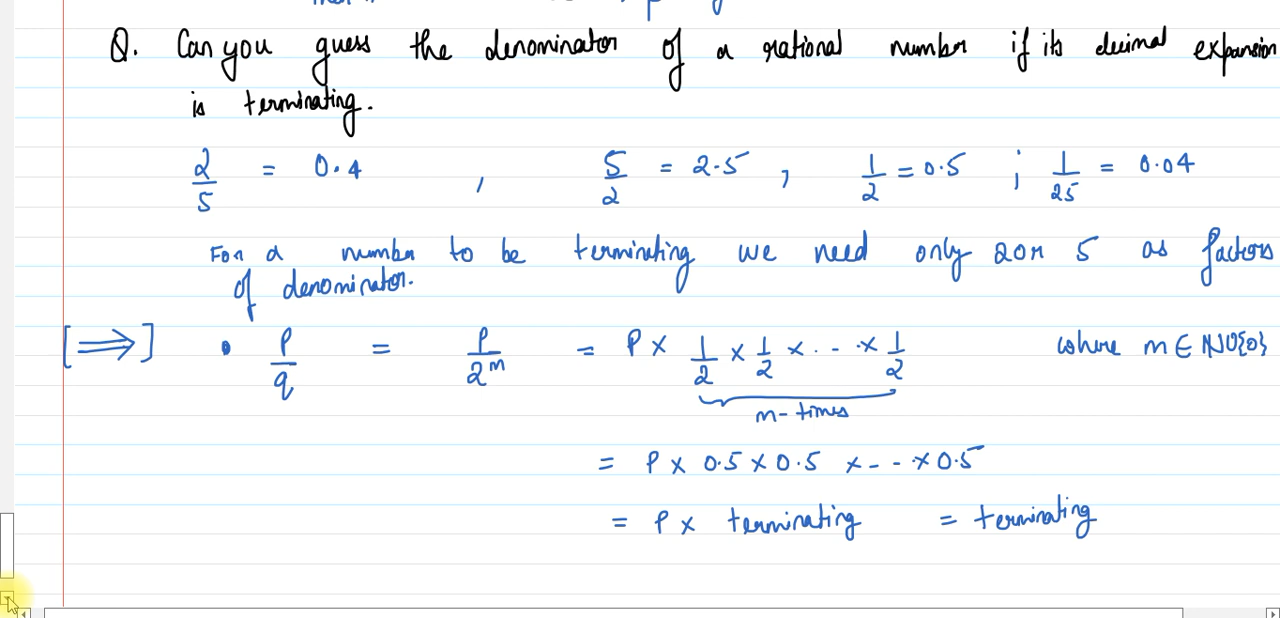 Q. Can you guess the denominator of a rational number if its decimal expansion
is terminating.
2/5 = 0.4 , 5/2 = 2.5 , 1/2 = 0.5 ; 1/25 = 0.04
For a number to be terminating we need only 2 or 5 as factors
of denominator.
[⟹] • p/q = p/2^m = p × 1/2 × 1/2 × . - - × 1/2 where m ∈ ℕ∪{0}
m-times
= p × 0.5 × 0.5 × - - × 0.5
= p × terminating = terminating